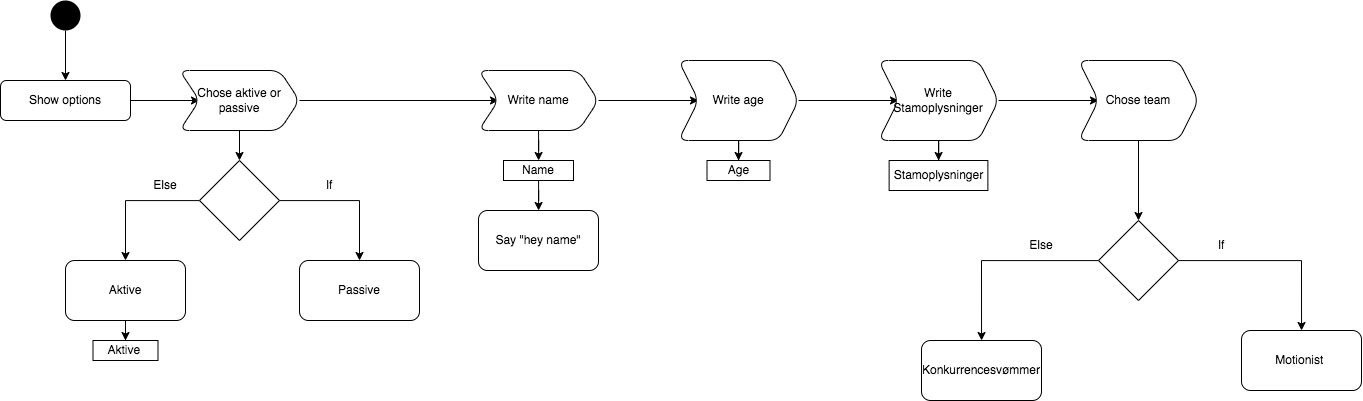 Show options
Chose aktive or
passive
Write name
Write age
Write
Stamoplysninger
Chose team
Name
Age
Stamoplysninger
Else
If
Say "hey name"
Else
If
Aktive
Passive
Aktive
Konkurrencesvømmer
Motionist